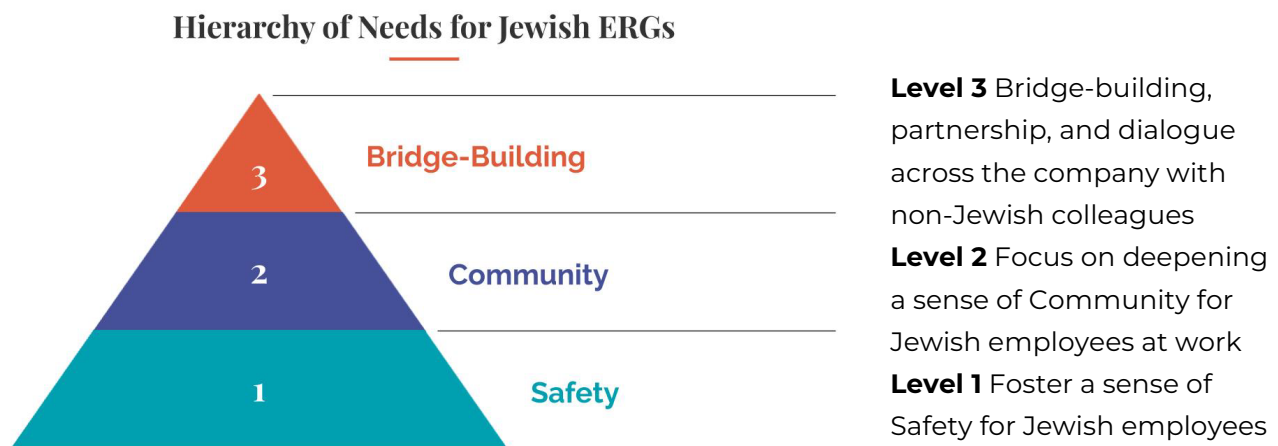 Hierarchy of Needs for Jewish ERGs
3
Bridge-Building
2
Community
1
Safety
Level 3 Bridge-building,
partnership, and dialogue
across the company with
non-Jewish colleagues
Level 2 Focus on deepening
a sense of Community for
Jewish employees at work
Level 1 Foster a sense of
Safety for Jewish employees